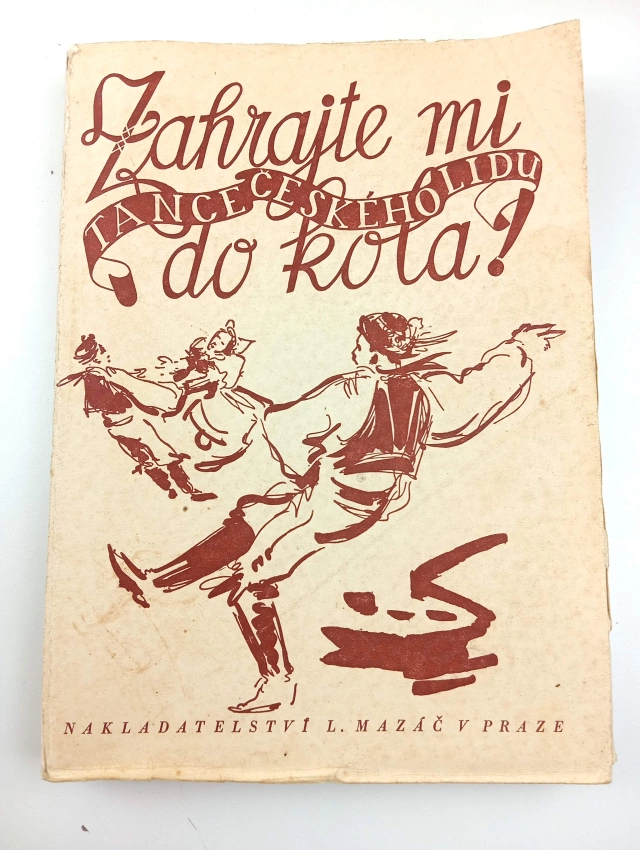 Zahrajte mi
TANCE ČESKÉHO LIDU
do kola!
NAKLADATELSTVÍ L. MAZÁČ V PRAZE